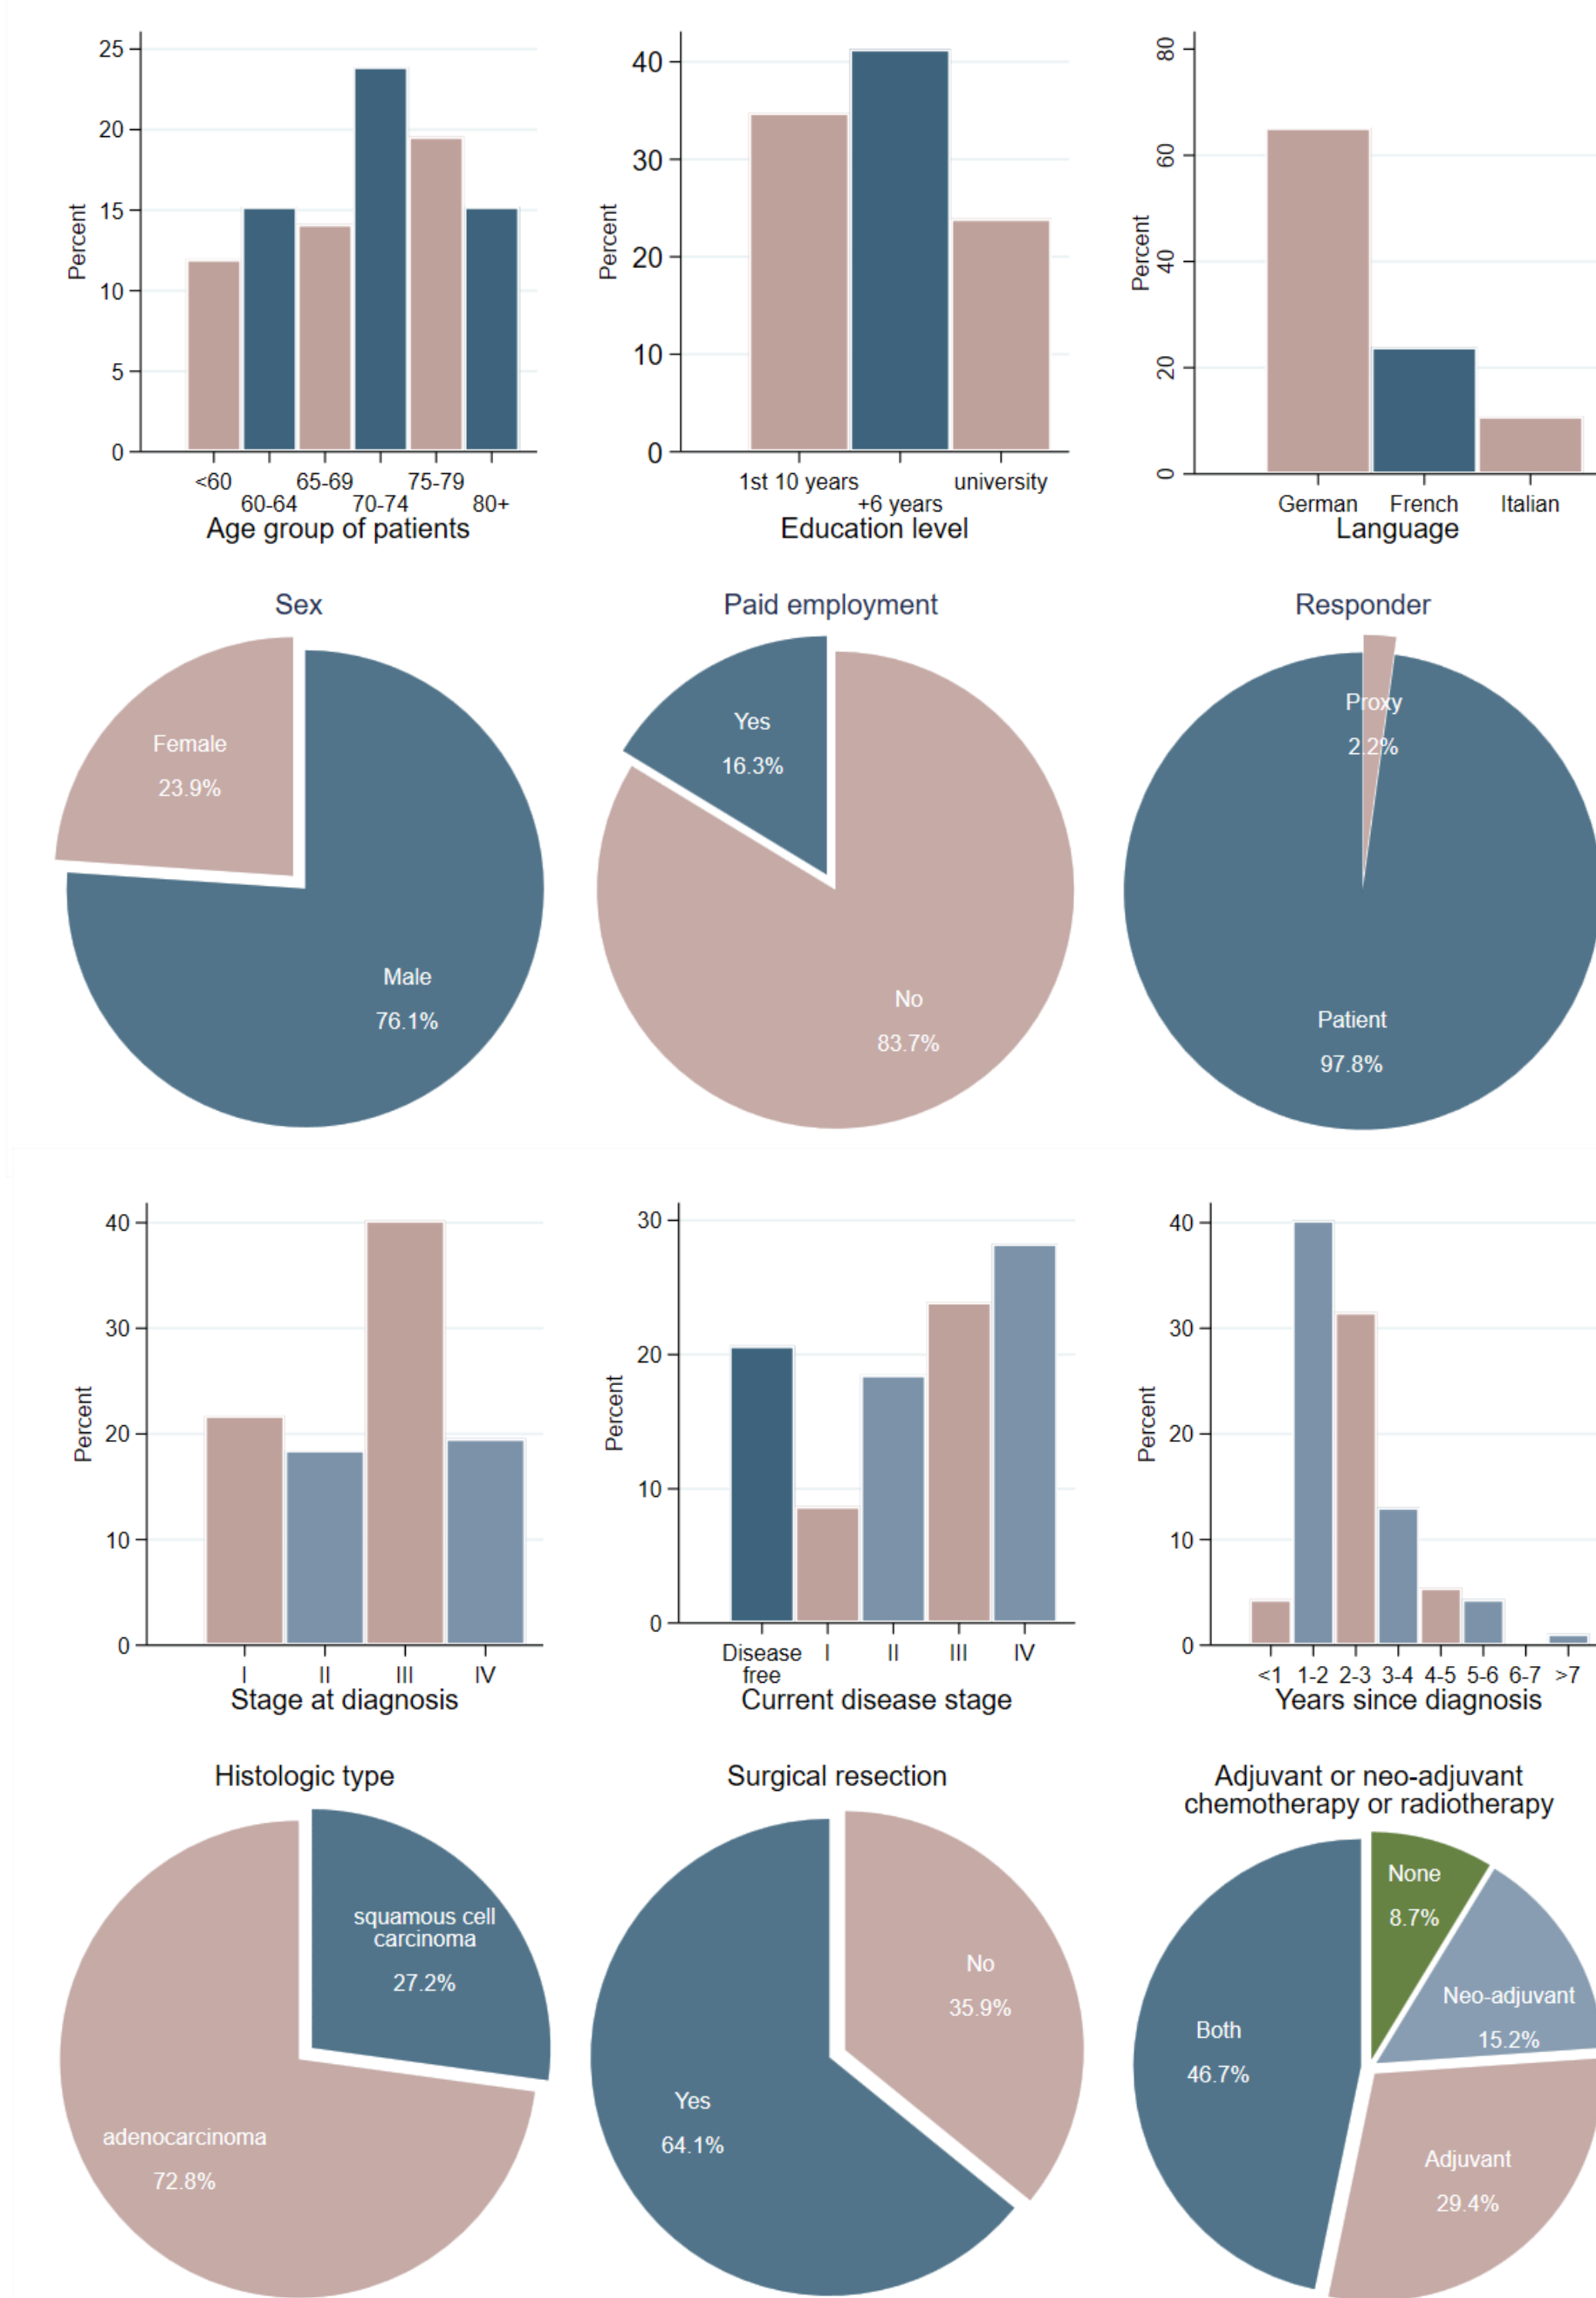 25
20
15
10
5
0
Percent
<60
65-69
75-79
60-64
70-74
80+
Age group of patients
40
30
20
10
0
Percent
1st 10 years
university
+6 years
Education level
80
60
40
20
0
Percent
German French Italian
Language
Sex
Female
23.9%
Male
76.1%
Paid employment
Yes
16.3%
No
83.7%
Responder
Proxy
2.2%
Patient
97.8%
40
30
20
10
0
Percent
I II III IV
Stage at diagnosis
30
20
10
0
Percent
Disease I II III IV
free
Current disease stage
40
30
20
10
0
Percent
<1 1-2 2-3 3-4 4-5 5-6 6-7 >7
Years since diagnosis
Histologic type
squamous cell
carcinoma
27.2%
adenocarcinoma
72.8%
Surgical resection
No
35.9%
Yes
64.1%
Adjuvant or neo-adjuvant
chemotherapy or radiotherapy
None
8.7%
Neo-adjuvant
15.2%
Both
46.7%
Adjuvant
29.4%